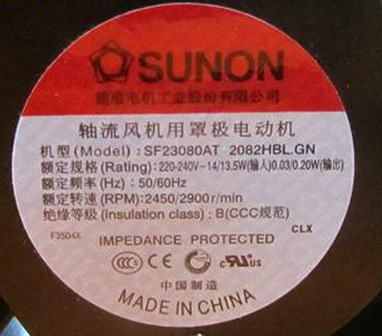 SUNON
建准电机工业股份有限公司
轴流风机用罩极电动机
机型(Model): SF23080AT 2082HBL.GN
额定规格(Rating): 220-240V~14/13.5W(输入)0.03/0.20W(输出)
额定频率(Hz): 50/60Hz
额定转速(RPM): 2450/2900r/min
绝缘等级(Insulation class): B(CCC规范)
F3504X IMPEDANCE PROTECTED CLX
CCC CE c RU US
中国制造
MADE IN CHINA